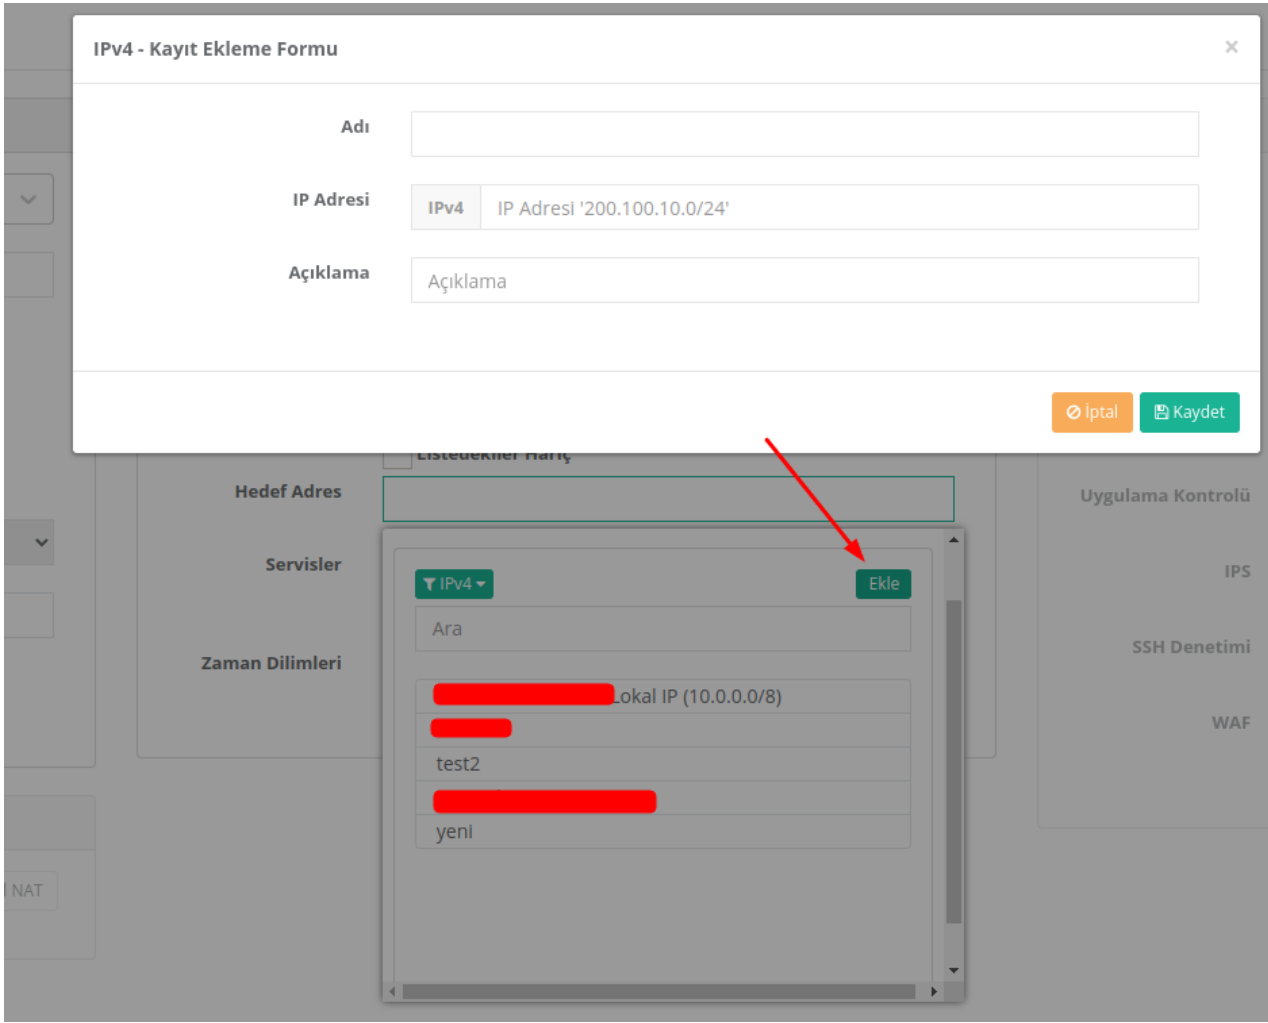 IPv4 - Kayıt Ekleme Formu
×
Adı
IP Adresi
IPv4
IP Adresi '200.100.10.0/24'
Açıklama
Açıklama
İptal
Kaydet
Listedekiler Hariç
Hedef Adres
Uygulama Kontrolü
Servisler
IPv4
Ekle
IPS
Ara
Zaman Dilimleri
SSH Denetimi
Lokal IP (10.0.0.0/8)
WAF
test2
yeni
NAT